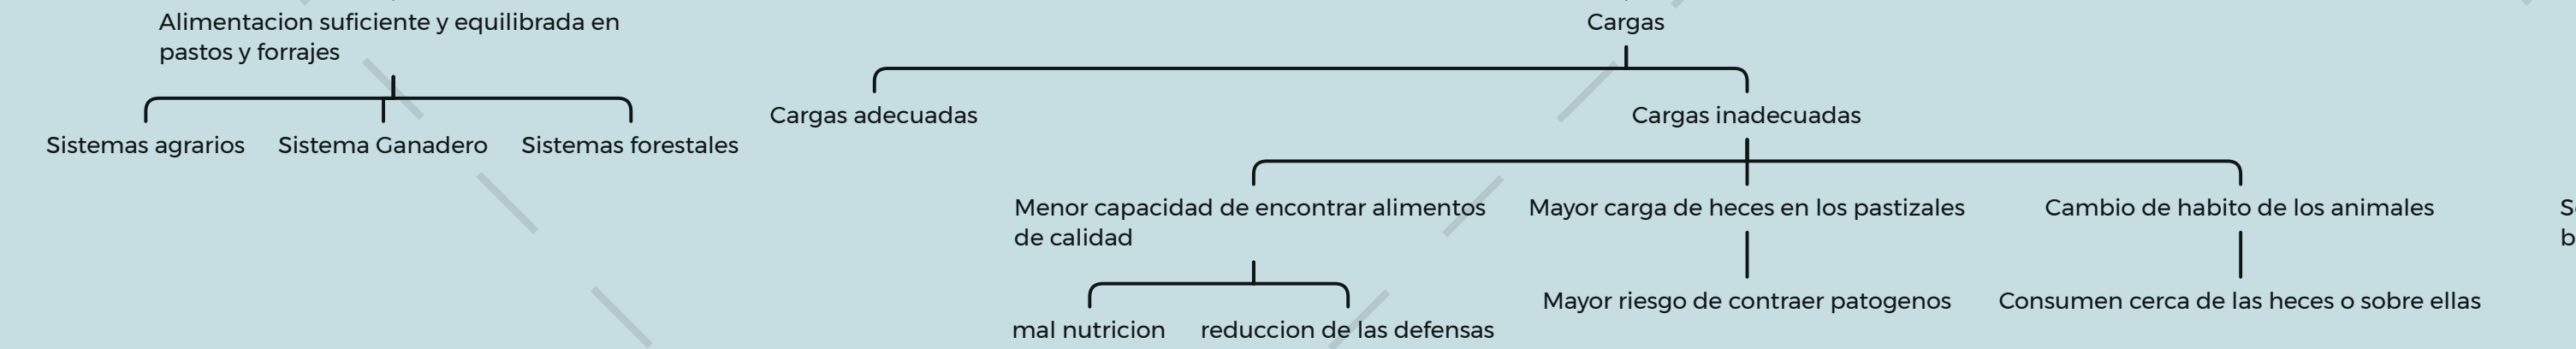 Alimentacion suficiente y equilibrada en
pastos y forrajes
Sistemas agrarios
Sistema Ganadero
Sistemas forestales
Cargas
Cargas adecuadas
Cargas inadecuadas
Menor capacidad de encontrar alimentos
de calidad
mal nutricion
reduccion de las defensas
Mayor carga de heces en los pastizales
Mayor riesgo de contraer patogenos
Cambio de habito de los animales
Consumen cerca de las heces o sobre ellas